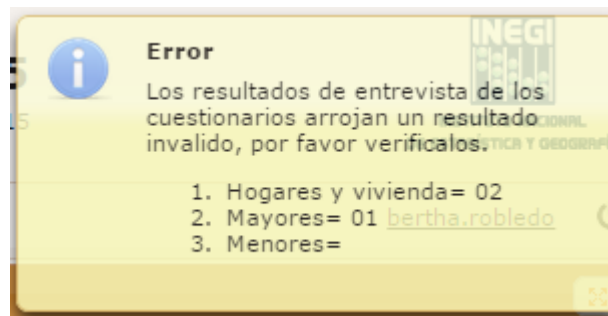 INEGI
Error
Los resultados de entrevista de los
cuestionarios arrojan un resultado
invalido, por favor verificalos.
1. Hogares y vivienda= 02
2. Mayores= 01 bertha.robledo
3. Menores=